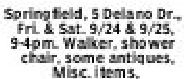 Springfield, 5 Delano Dr.,
Fri. & Sat. 9/24 & 9/25,
9-4pm. Walker, shower
chair, some antiques,
Misc. items.